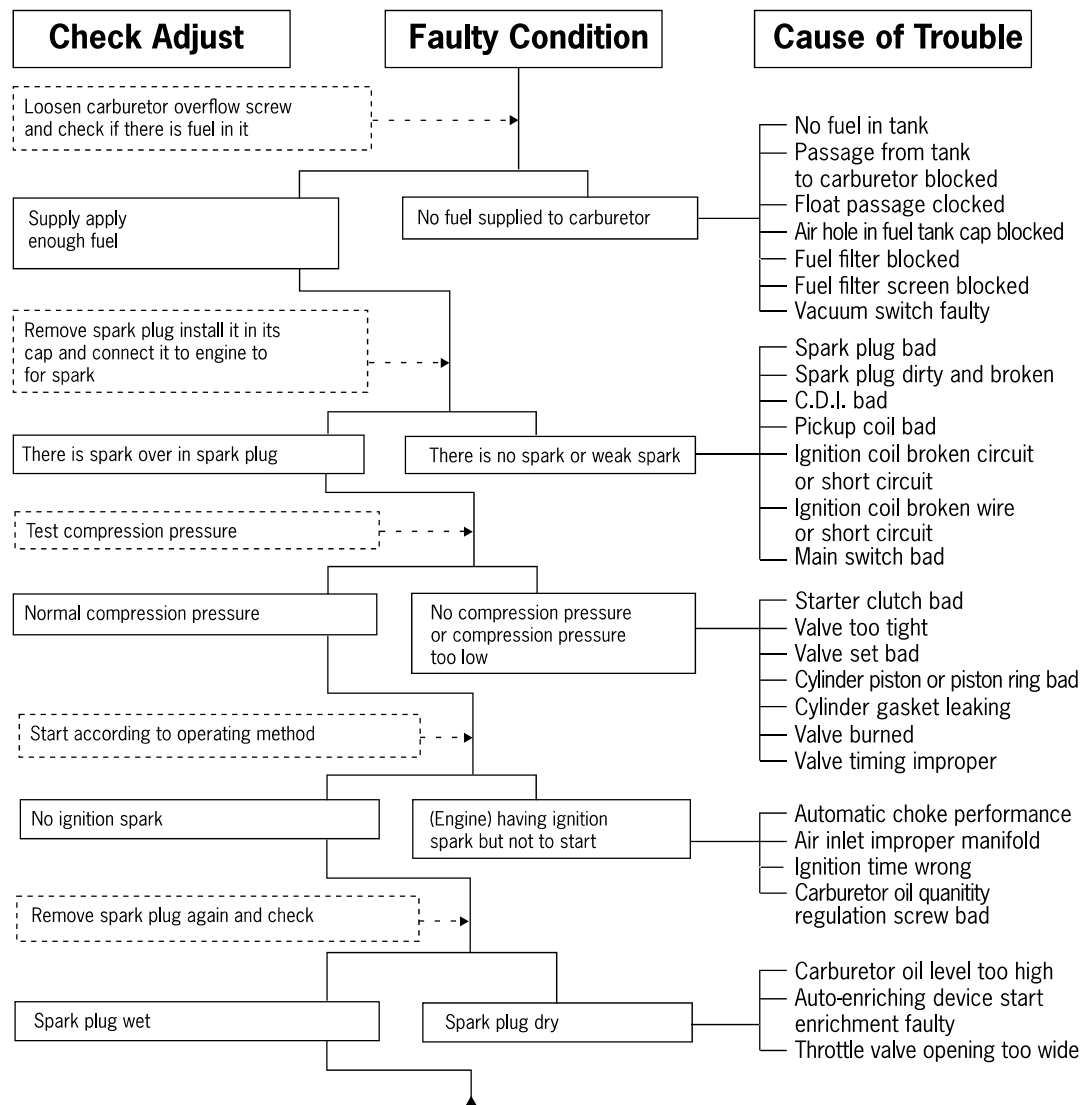 Check Adjust
Faulty Condition
Cause of Trouble
Loosen carburetor overflow screw
and check if there is fuel in it
Supply apply
enough fuel
No fuel supplied to carburetor
No fuel in tank
Passage from tank
to carburetor blocked
Float passage clocked
Air hole in fuel tank cap blocked
Fuel filter blocked
Fuel filter screen blocked
Vacuum switch faulty
Remove spark plug install it in its
cap and connect it to engine to
for spark
There is spark over in spark plug
There is no spark or weak spark
Spark plug bad
Spark plug dirty and broken
C.D.I. bad
Pickup coil bad
Ignition coil broken circuit
or short circuit
Ignition coil broken wire
or short circuit
Main switch bad
Test compression pressure
Normal compression pressure
No compression pressure
or compression pressure
too low
Starter clutch bad
Valve too tight
Valve set bad
Cylinder piston or piston ring bad
Cylinder gasket leaking
Valve burned
Valve timing improper
Start according to operating method
No ignition spark
(Engine) having ignition
spark but not to start
Automatic choke performance
Air inlet improper manifold
Ignition time wrong
Carburetor oil quanitity
regulation screw bad
Remove spark plug again and check
Spark plug wet
Spark plug dry
Carburetor oil level too high
Auto-enriching device start
enrichment faulty
Throttle valve opening too wide